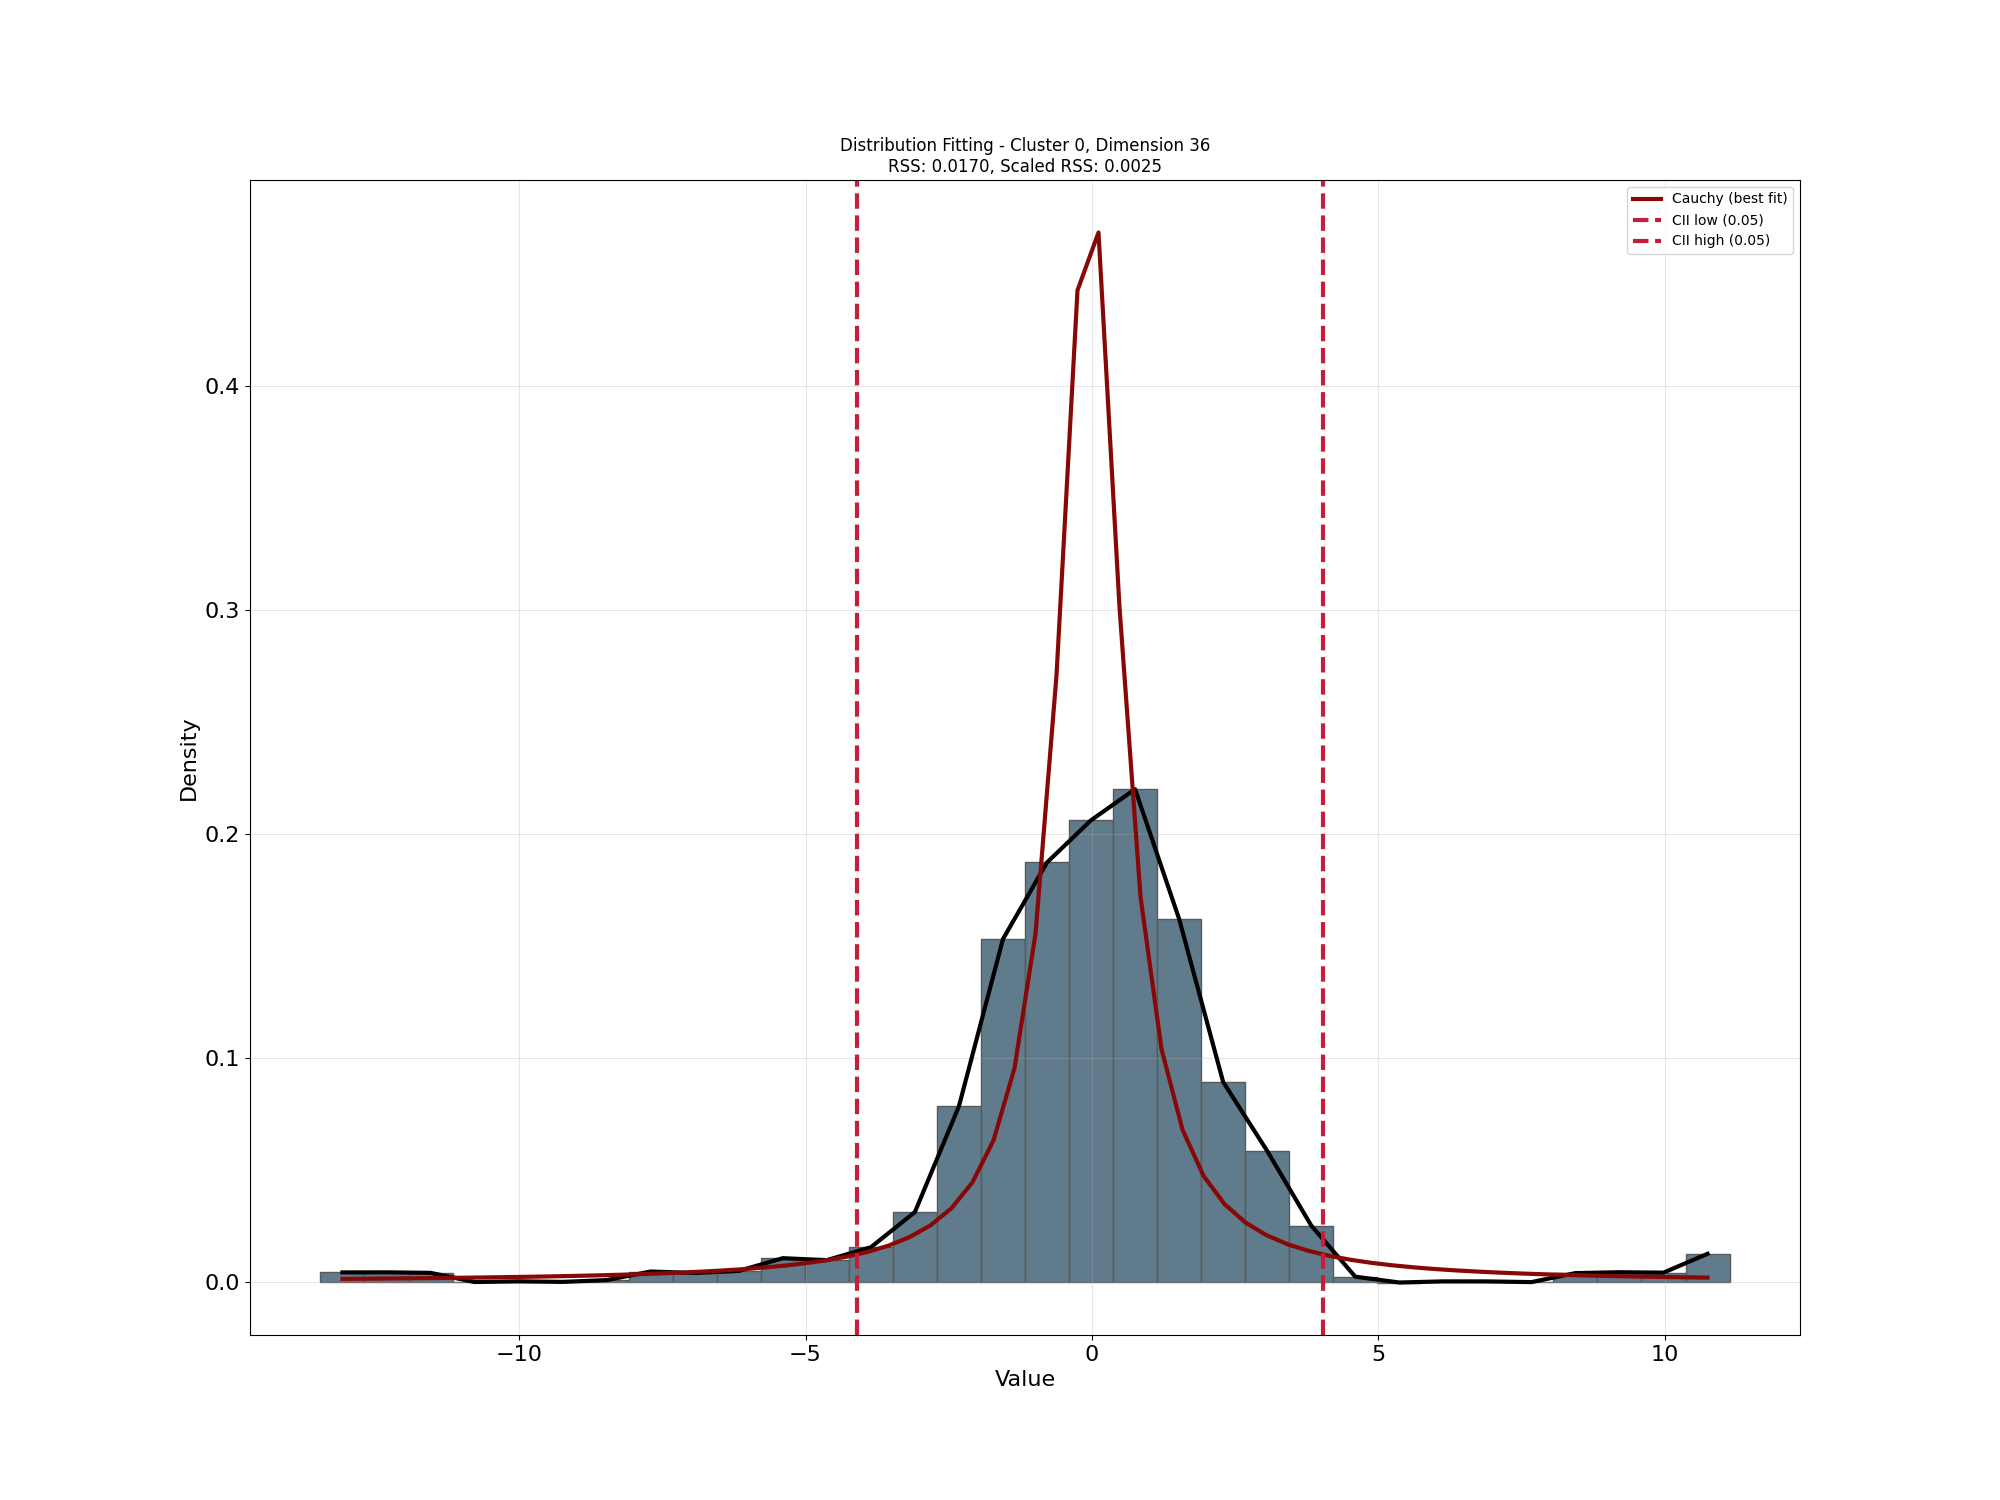 Distribution Fitting - Cluster 0, Dimension 36
RSS: 0.0170, Scaled RSS: 0.0025
Cauchy (best fit)
CII low (0.05)
CII high (0.05)
Density
0.4
0.3
0.2
0.1
0.0
−10
−5
0
5
10
Value